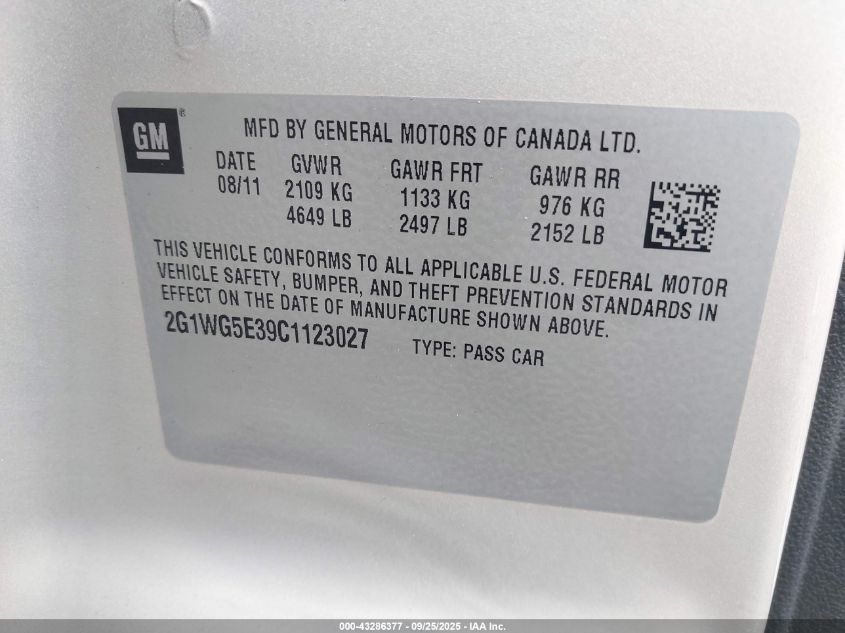 GM®
MFD BY GENERAL MOTORS OF CANADA LTD.
DATE GVWR GAWR FRT GAWR RR
08/11 2109 KG 1133 KG 976 KG
4649 LB 2497 LB 2152 LB
THIS VEHICLE CONFORMS TO ALL APPLICABLE U.S. FEDERAL MOTOR
VEHICLE SAFETY, BUMPER, AND THEFT PREVENTION STANDARDS IN
EFFECT ON THE DATE OF MANUFACTURE SHOWN ABOVE.
2G1WG5E39C1123027 TYPE: PASS CAR
000-43286377 - 09/25/2025 - IAA Inc.